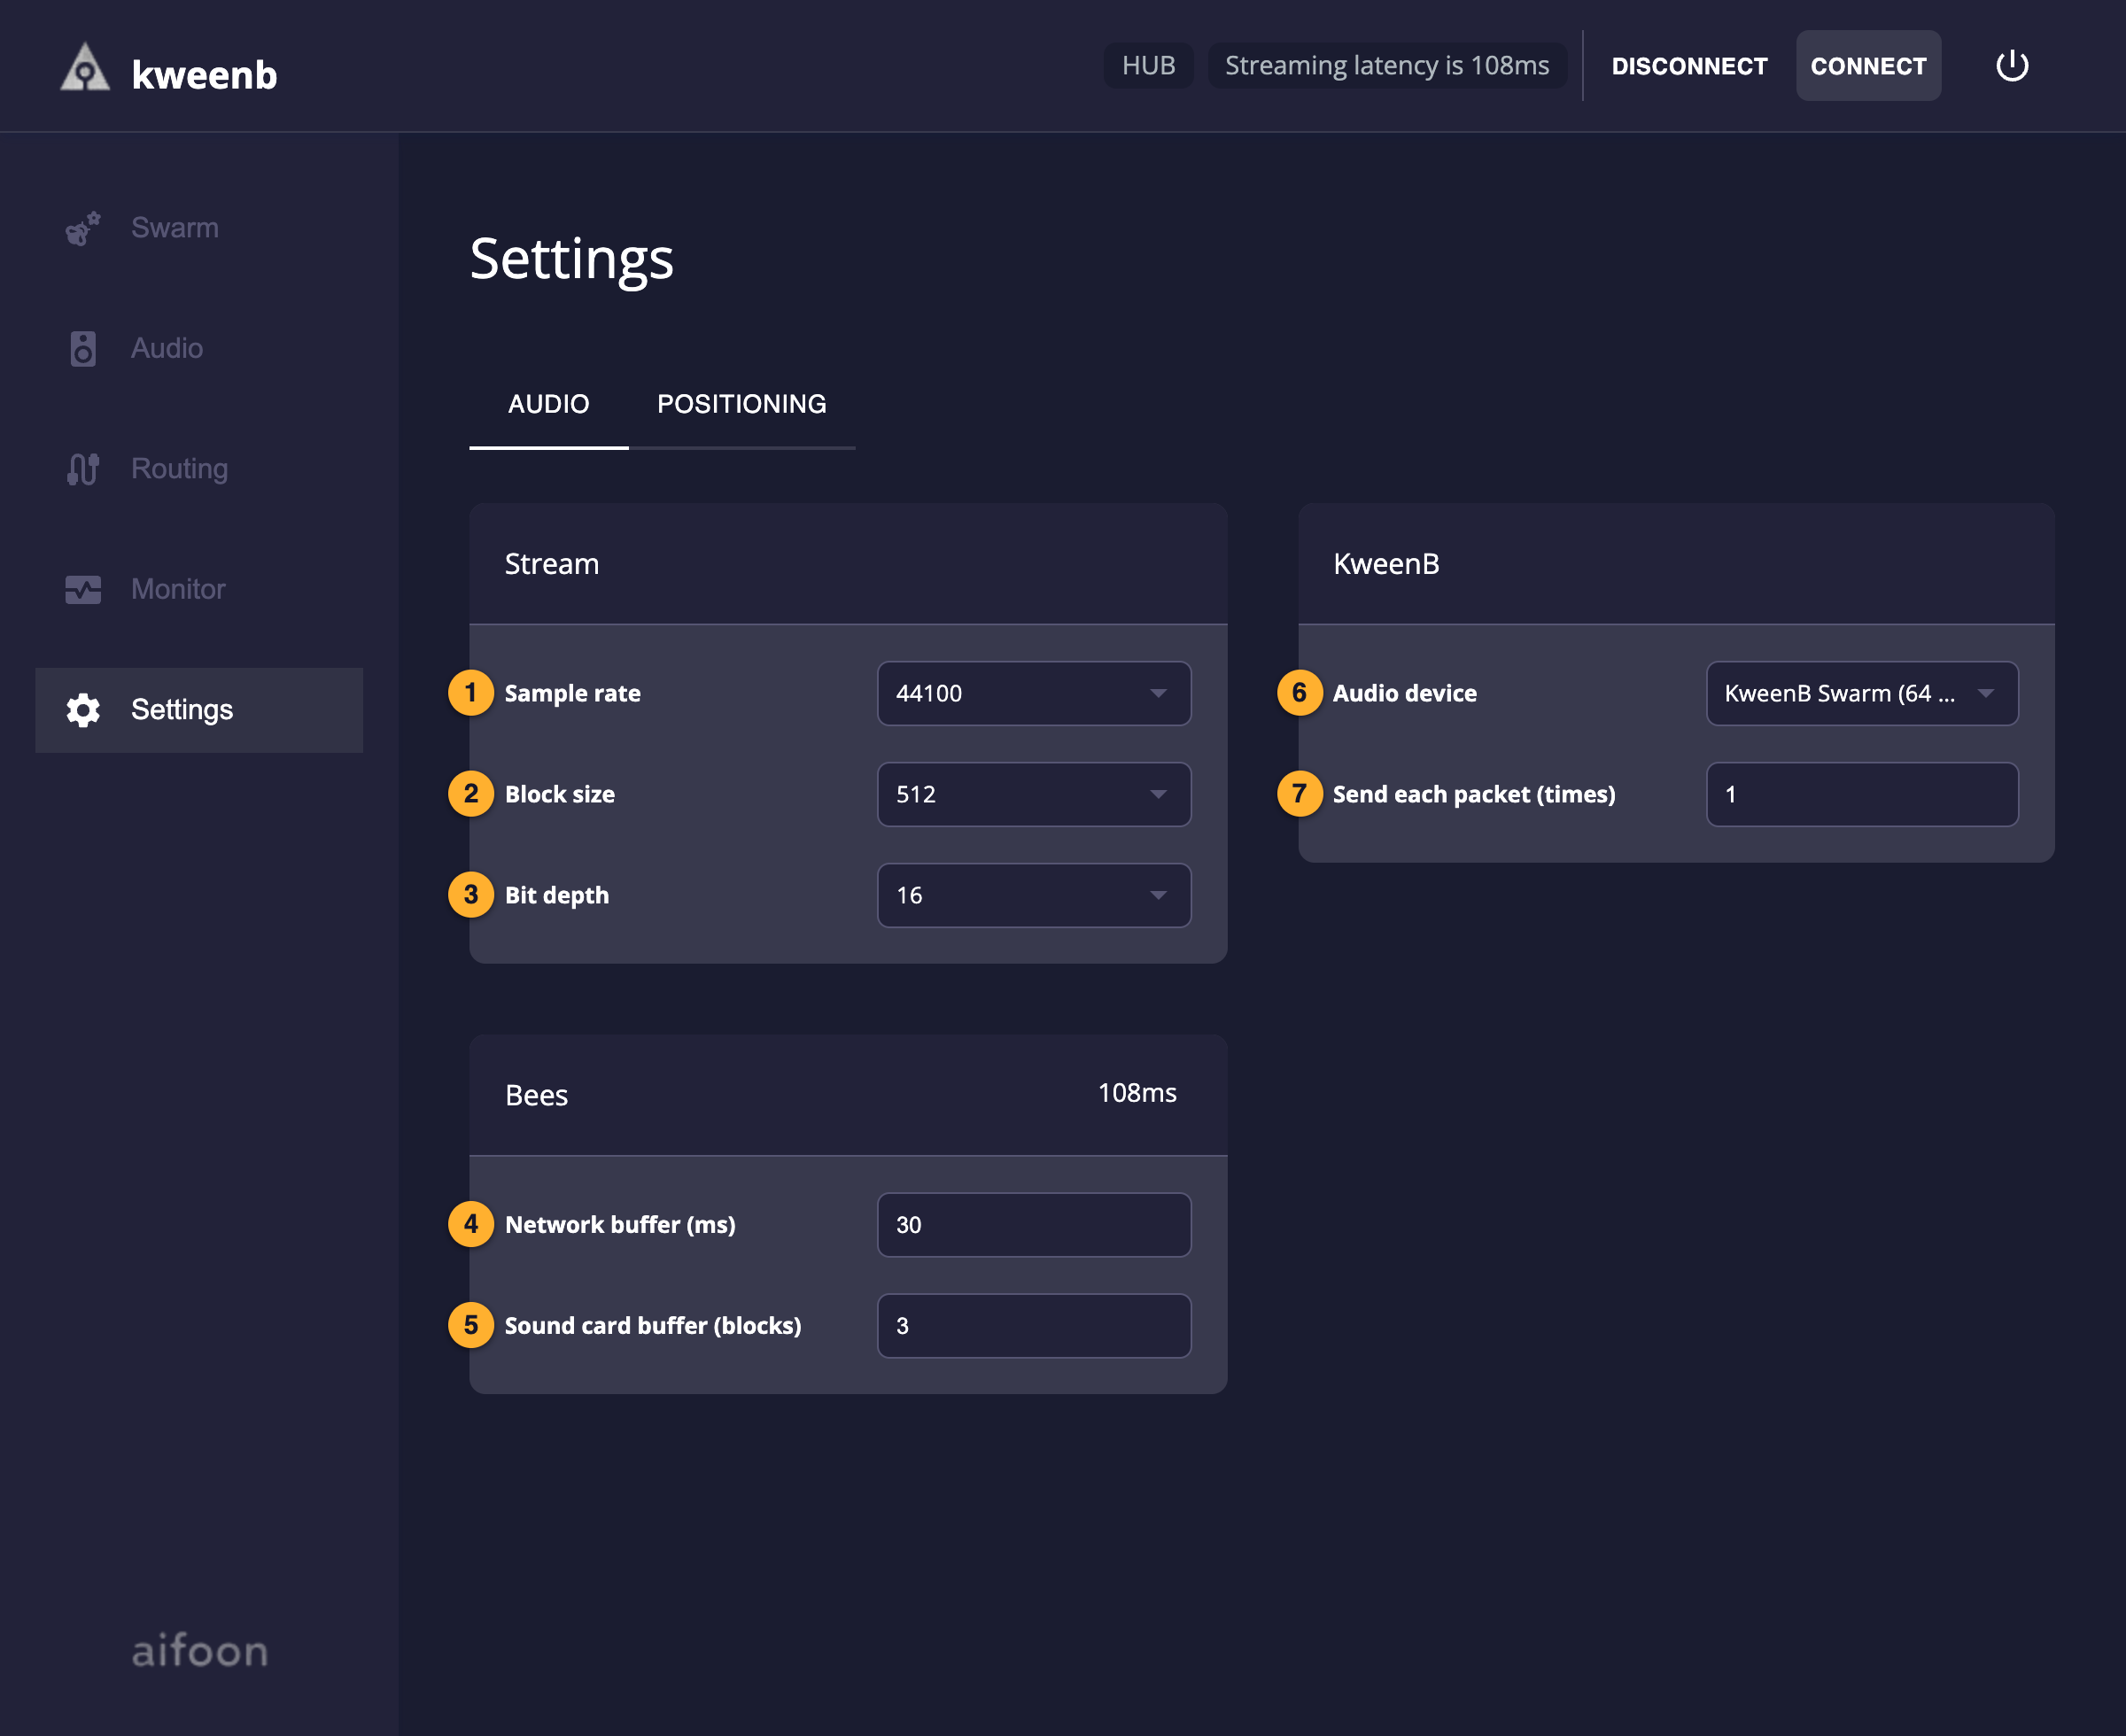 kweenb
HUB
Streaming latency is 108ms
DISCONNECT
CONNECT
Swarm
Audio
Routing
Monitor
Settings
Settings
AUDIO
POSITIONING
Stream
1 Sample rate 44100
2 Block size 512
3 Bit depth 16
KweenB
6 Audio device KweenB Swarm (64 ...
7 Send each packet (times) 1
Bees 108ms
4 Network buffer (ms) 30
5 Sound card buffer (blocks) 3
aifoon